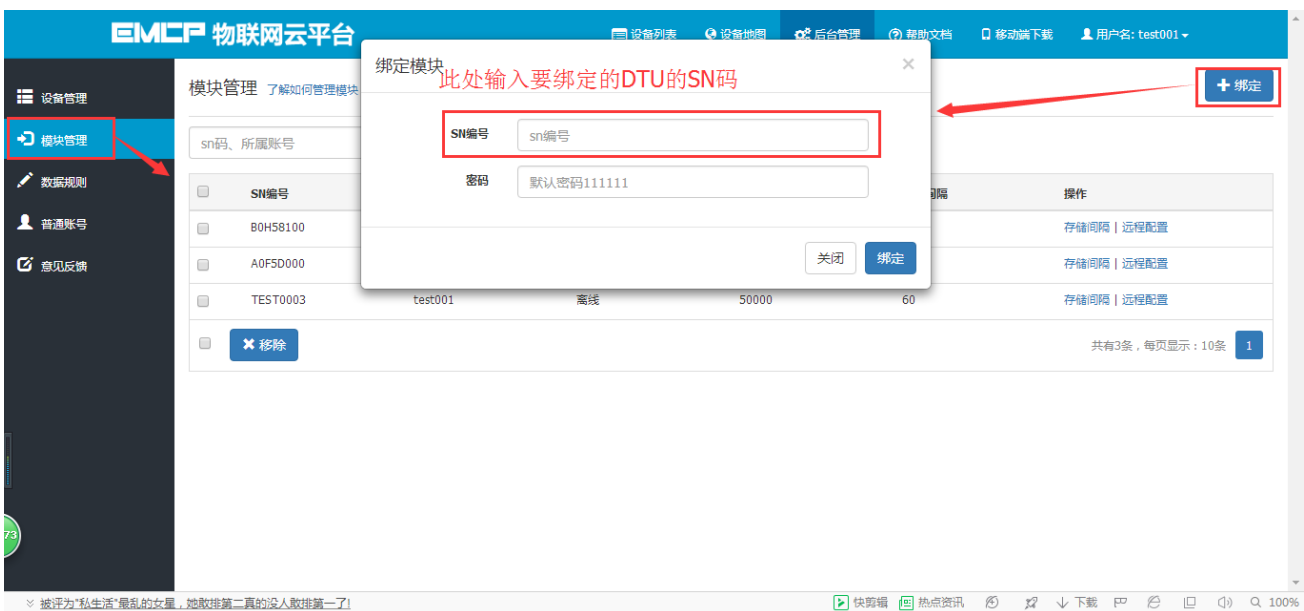 EMCP 物联网云平台
设备列表 设备地图 后台管理 帮助文档 移动端下载 用户名: test001
设备管理
模块管理
数据规则
普通账号
意见反馈
模块管理 了解如何管理模块
绑定
sn码、所属账号
绑定模块 ×
此处输入要绑定的DTU的SN码
SN编号 sn编号
密码 默认密码111111
关闭 绑定
SN编号 间隔 操作
B0H58100 存储间隔 | 远程配置
A0F5D000 存储间隔 | 远程配置
TEST0003 test001 离线 50000 60 存储间隔 | 远程配置
移除 共有3条，每页显示：10条 1
73
被评为"私生活"最乱的女星，她敢排第二真的没人敢排第一了!
快剪辑 热点资讯 下载 100%